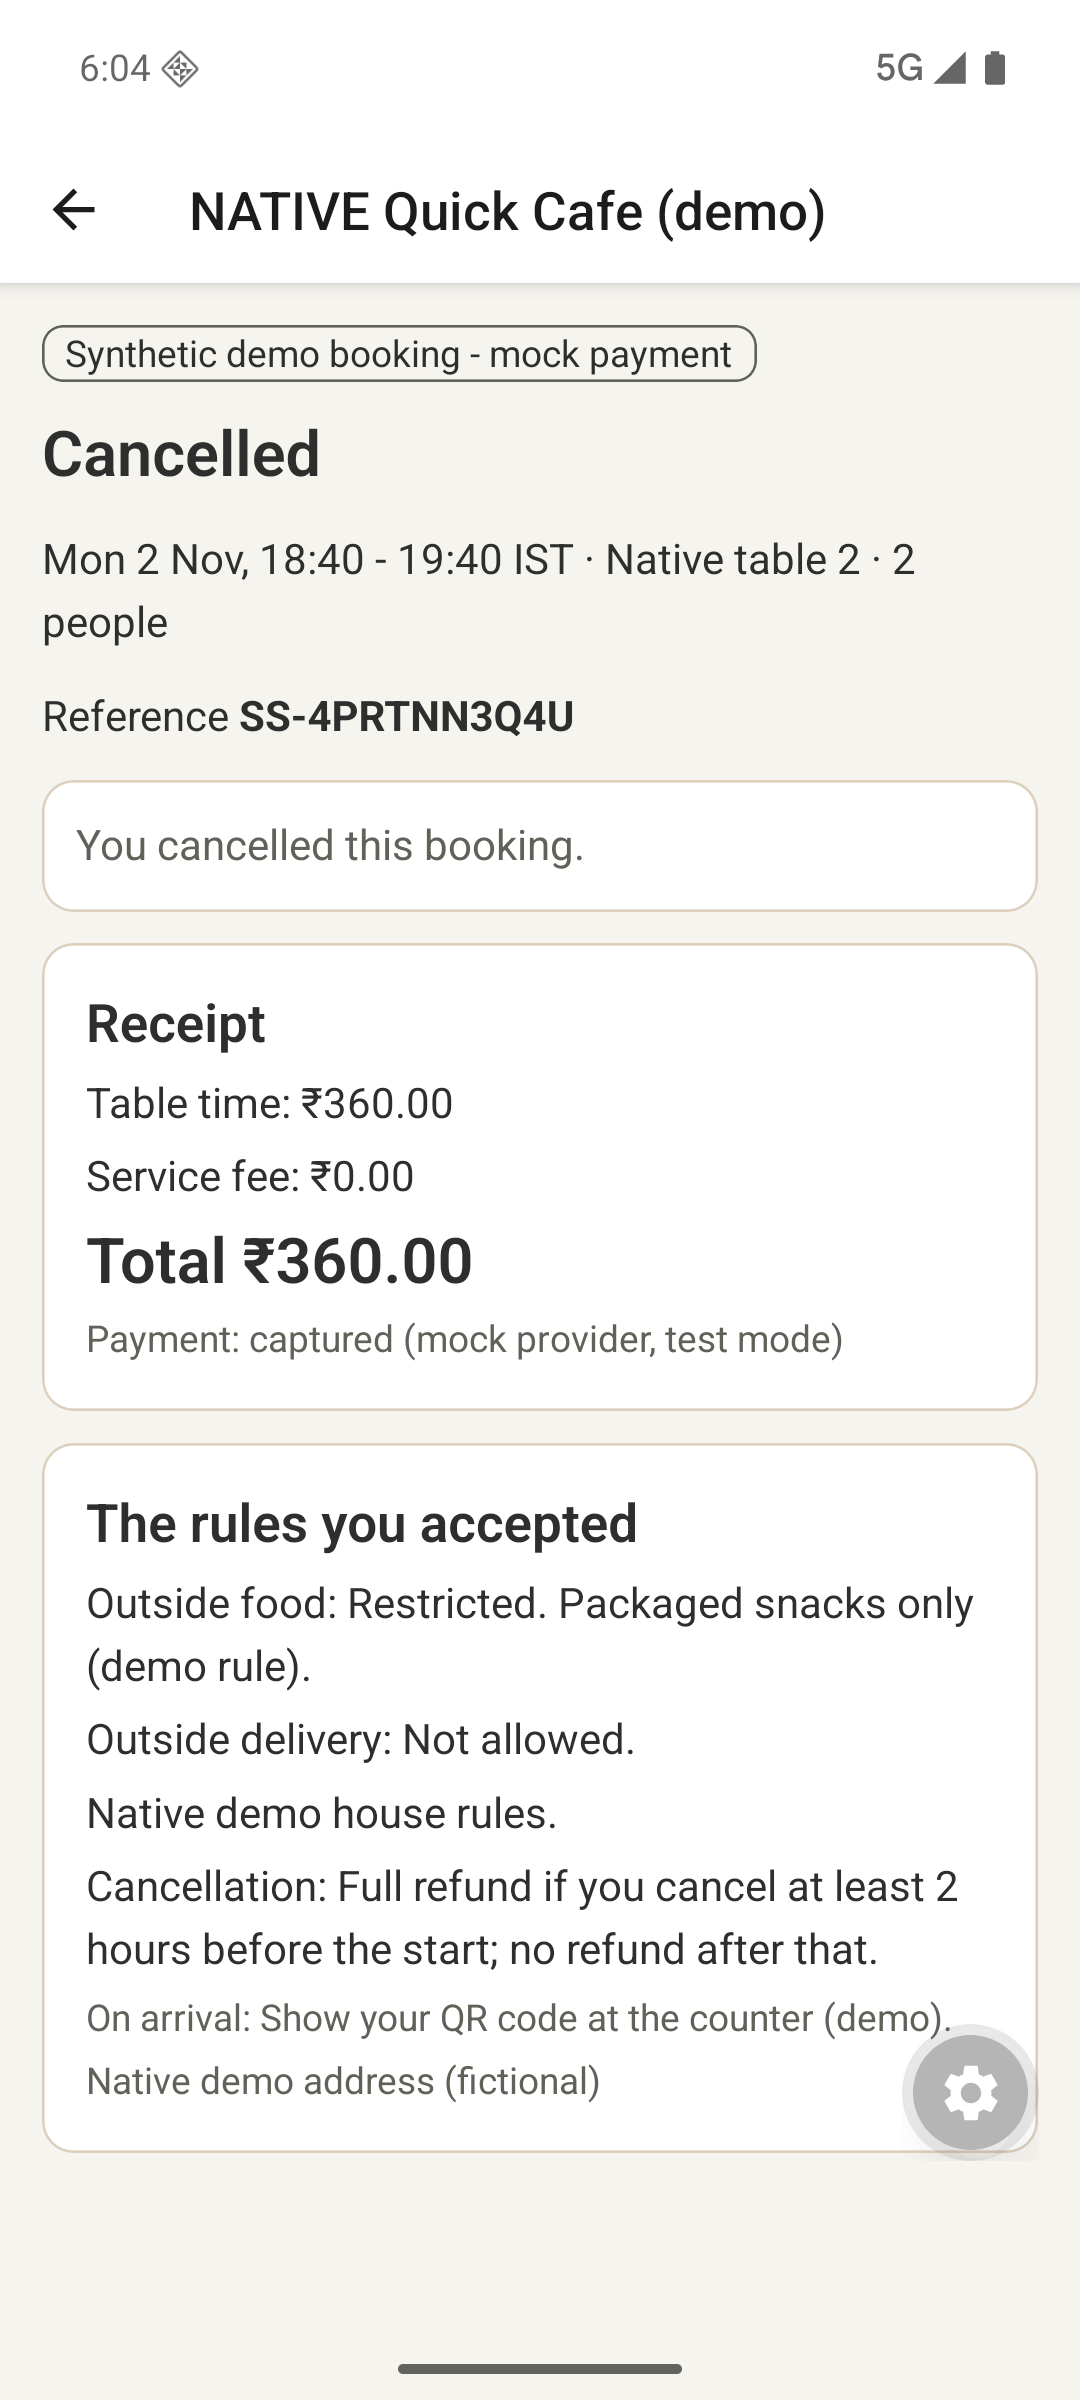 6:04
5G
NATIVE Quick Cafe (demo)
Synthetic demo booking - mock payment
Cancelled
Mon 2 Nov, 18:40 - 19:40 IST · Native table 2 · 2
people
Reference SS-4PRTNN3Q4U
You cancelled this booking.
Receipt
Table time: ₹360.00
Service fee: ₹0.00
Total ₹360.00
Payment: captured (mock provider, test mode)
The rules you accepted
Outside food: Restricted. Packaged snacks only
(demo rule).
Outside delivery: Not allowed.
Native demo house rules.
Cancellation: Full refund if you cancel at least 2
hours before the start; no refund after that.
On arrival: Show your QR code at the counter (demo).
Native demo address (fictional)